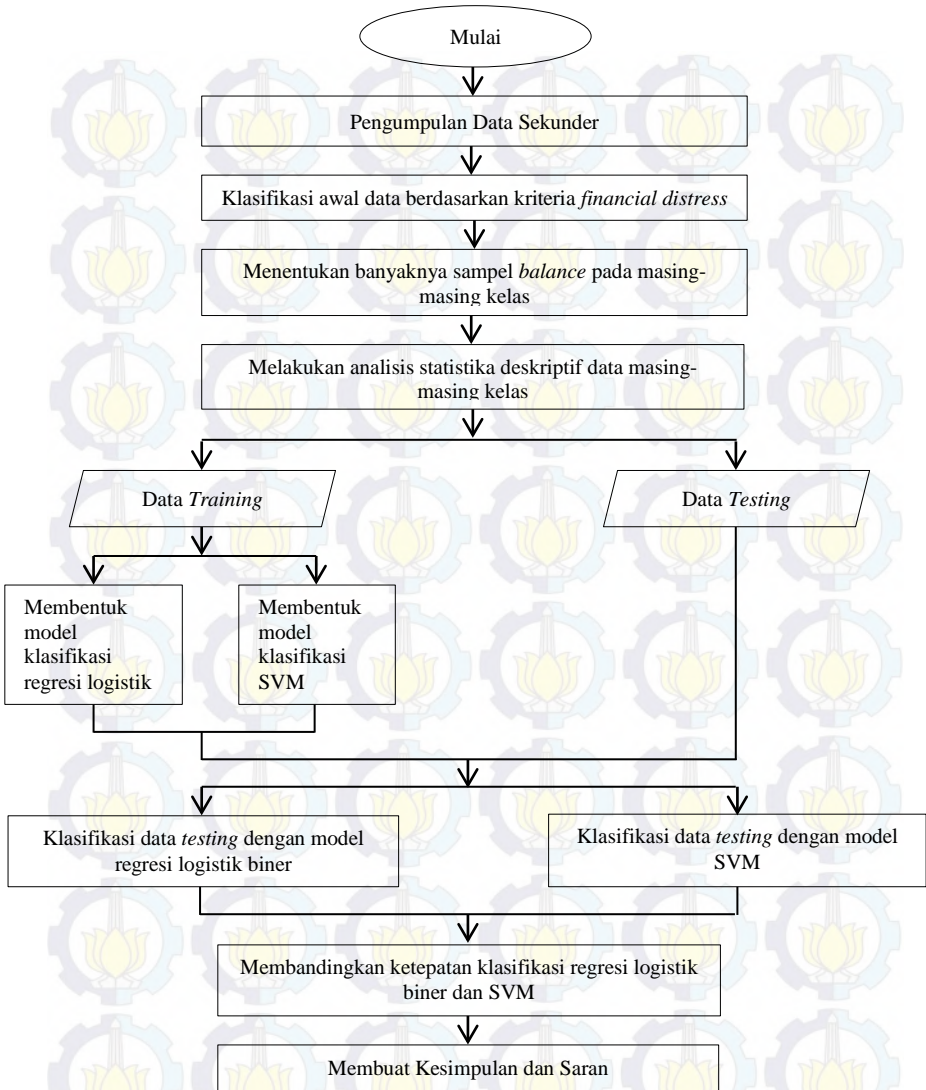 Mulai
Pengumpulan Data Sekunder
Klasifikasi awal data berdasarkan kriteria financial distress
Menentukan banyaknya sampel balance pada masing-
masing kelas
Melakukan analisis statistika deskriptif data masing-
masing kelas
Data Training
Data Testing
Membentuk
model
klasifikasi
regresi logistik
Membentuk
model
klasifikasi
SVM
Klasifikasi data testing dengan model
regresi logistik biner
Klasifikasi data testing dengan model
SVM
Membandingkan ketepatan klasifikasi regresi logistik
biner dan SVM
Membuat Kesimpulan dan Saran